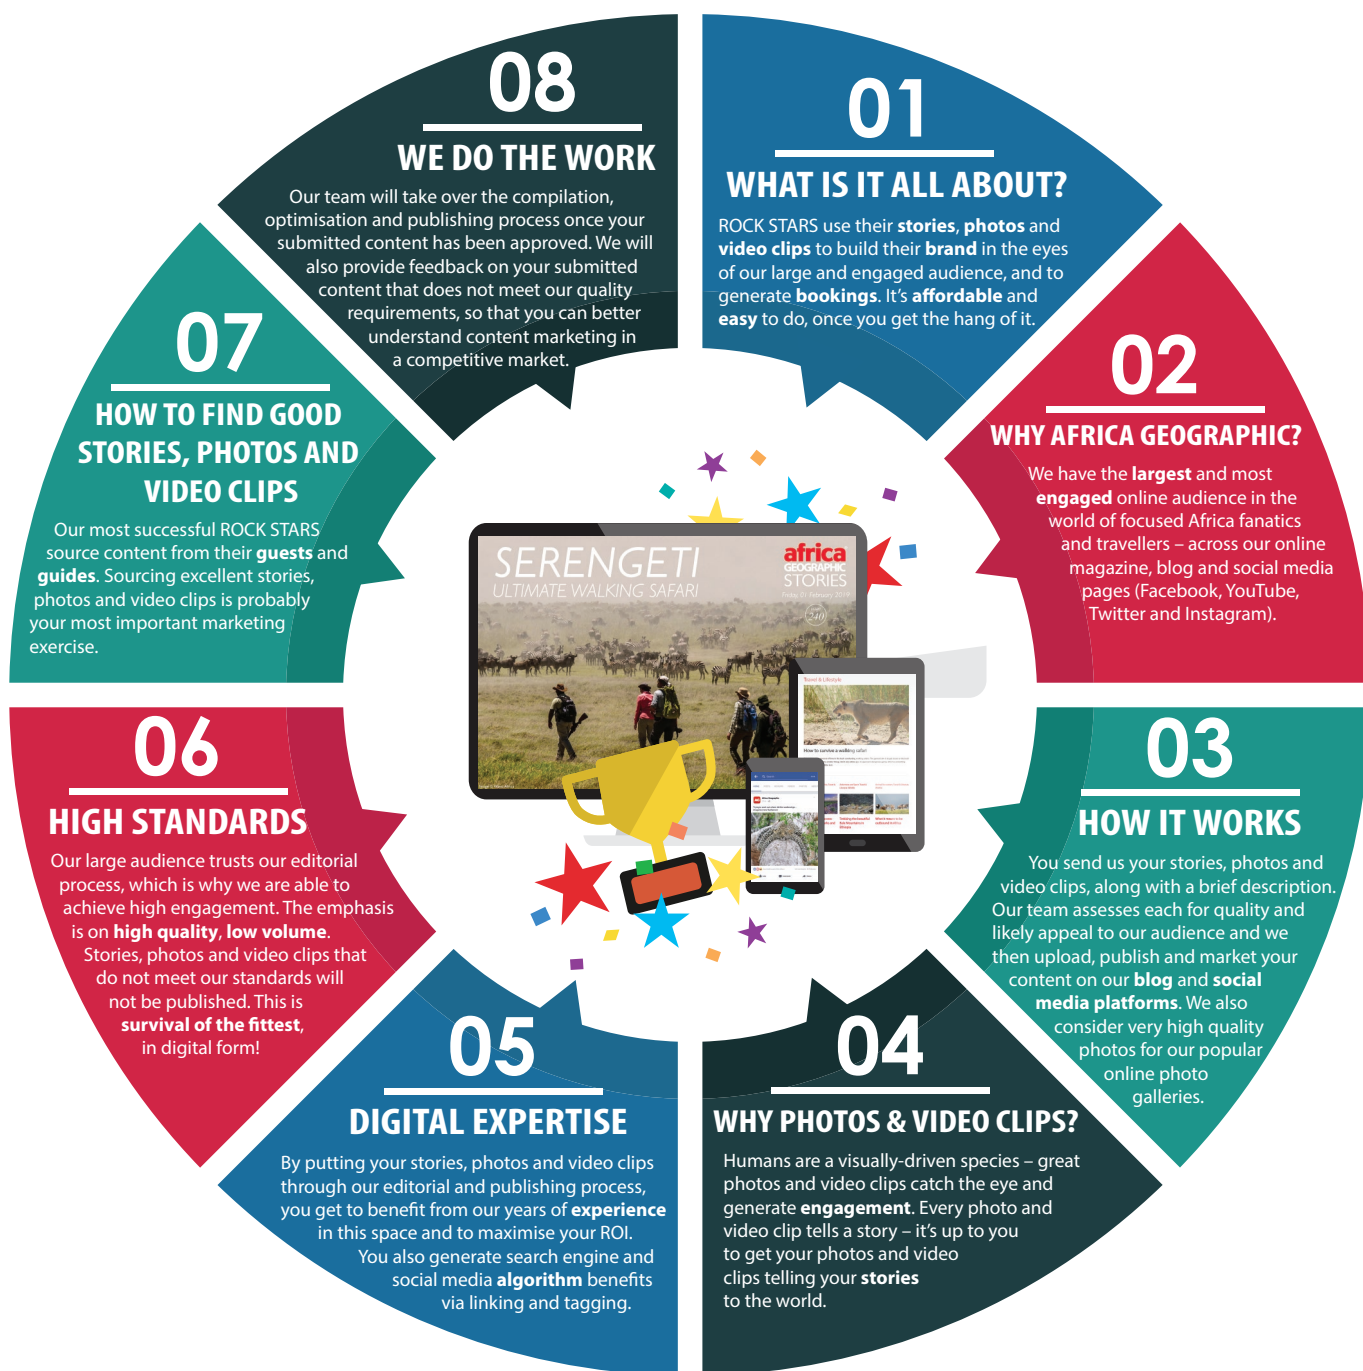 01
WHAT IS IT ALL ABOUT?
ROCK STARS use their stories, photos and
video clips to build their brand in the eyes
of our large and engaged audience, and to
generate bookings. It’s affordable and
easy to do, once you get the hang of it.
02
WHY AFRICA GEOGRAPHIC?
We have the largest and most
engaged online audience in the
world of focused Africa fanatics
and travellers – across our online
magazine, blog and social media
pages (Facebook, YouTube,
Twitter and Instagram).
03
HOW IT WORKS
You send us your stories, photos and
video clips, along with a brief description.
Our team assesses each for quality and
likely appeal to our audience and we
then upload, publish and market your
content on our blog and social
media platforms. We also
consider very high quality
photos for our popular
online photo
galleries.
04
WHY PHOTOS & VIDEO CLIPS?
Humans are a visually-driven species – great
photos and video clips catch the eye and
generate engagement. Every photo and
video clip tells a story – it’s up to you
to get your photos and video
clips telling your stories
to the world.
05
DIGITAL EXPERTISE
By putting your stories, photos and video clips
through our editorial and publishing process,
you get to benefit from our years of experience
in this space and to maximise your ROI.
You also generate search engine and
social media algorithm benefits
via linking and tagging.
06
HIGH STANDARDS
Our large audience trusts our editorial
process, which is why we are able to
achieve high engagement. The emphasis
is on high quality, low volume.
Stories, photos and video clips that
do not meet our standards will
not be published. This is
survival of the fittest,
in digital form!
07
HOW TO FIND GOOD
STORIES, PHOTOS AND
VIDEO CLIPS
Our most successful ROCK STARS
source content from their guests and
guides. Sourcing excellent stories,
photos and video clips is probably
your most important marketing
exercise.
08
WE DO THE WORK
Our team will take over the compilation,
optimisation and publishing process once your
submitted content has been approved. We will
also provide feedback on your submitted
content that does not meet our quality
requirements, so that you can better
understand content marketing in
a competitive market.
SERENGETI
ULTIMATE WALKING SAFARI
africa
GEOGRAPHIC
STORIES
Friday, 01 February 2019
240
Travel & Lifestyle
How to survive a walking safari